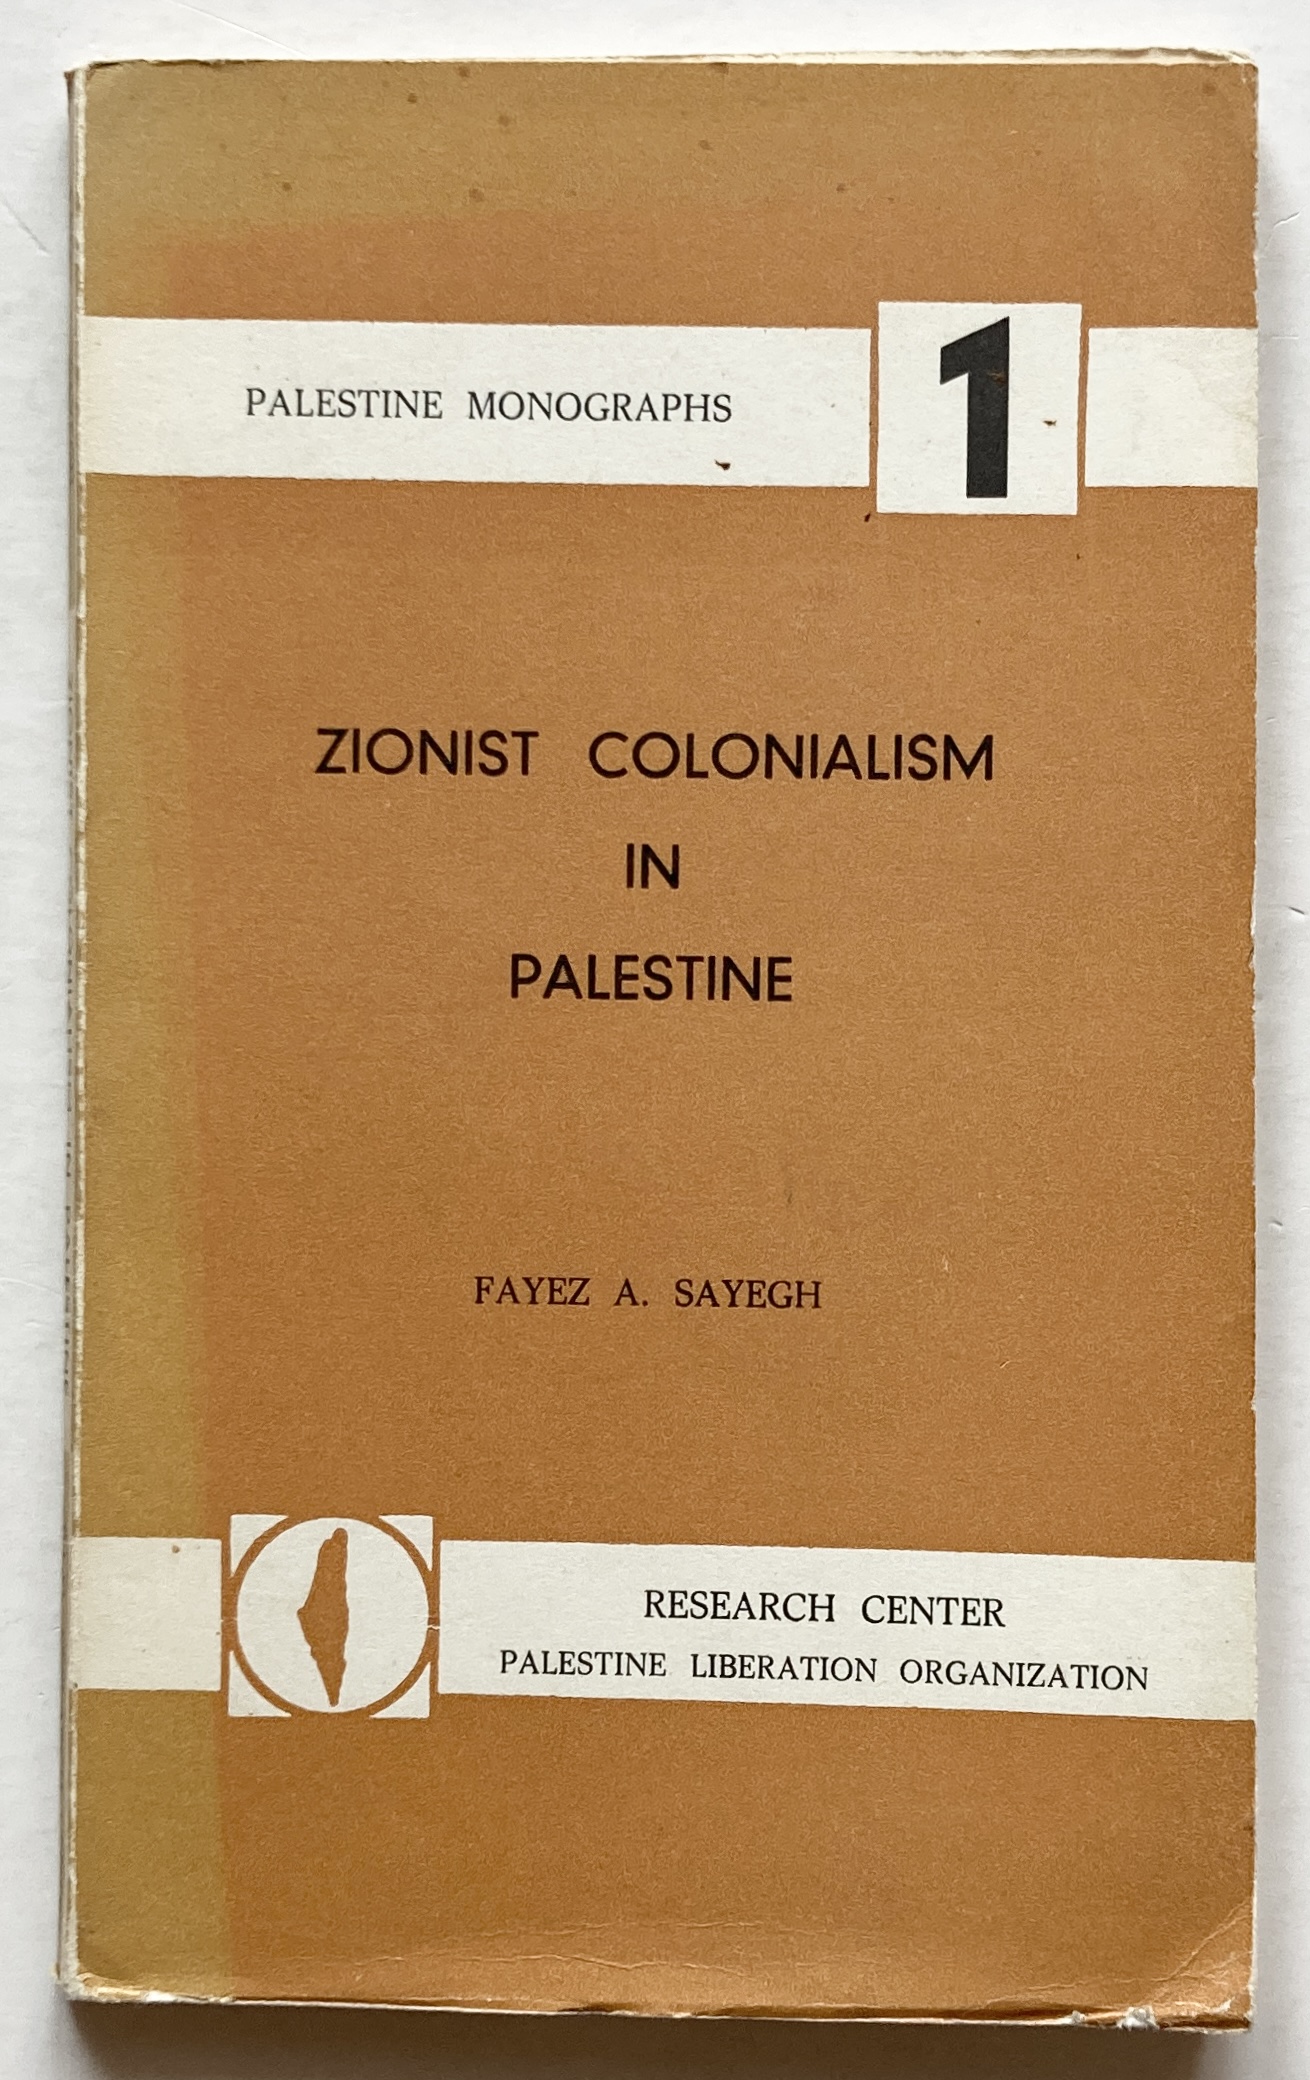 PALESTINE MONOGRAPHS
1
ZIONIST COLONIALISM
IN
PALESTINE
FAYEZ A. SAYEGH
RESEARCH CENTER
PALESTINE LIBERATION ORGANIZATION